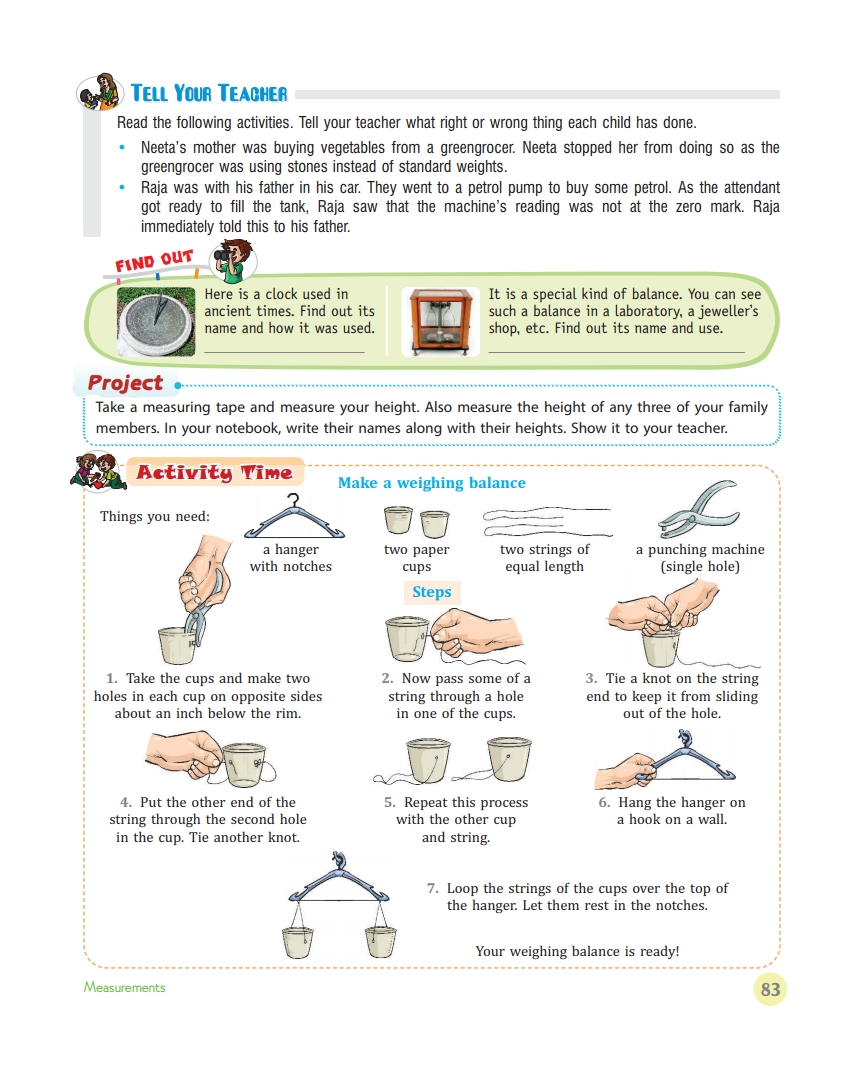 TELL YOUR TEACHER
Read the following activities. Tell your teacher what right or wrong thing each child has done.
• Neeta's mother was buying vegetables from a greengrocer. Neeta stopped her from doing so as the
greengrocer was using stones instead of standard weights.
• Raja was with his father in his car. They went to a petrol pump to buy some petrol. As the attendant
got ready to fill the tank, Raja saw that the machine's reading was not at the zero mark. Raja
immediately told this to his father.
FIND OUT
Here is a clock used in
ancient times. Find out its
name and how it was used.
It is a special kind of balance. You can see
such a balance in a laboratory, a jeweller's
shop, etc. Find out its name and use.
Project
Take a measuring tape and measure your height. Also measure the height of any three of your family
members. In your notebook, write their names along with their heights. Show it to your teacher.
Activity Time
Make a weighing balance
Things you need:
a hanger
with notches
two paper
cups
two strings of
equal length
a punching machine
(single hole)
Steps
1. Take the cups and make two
holes in each cup on opposite sides
about an inch below the rim.
2. Now pass some of a
string through a hole
in one of the cups.
3. Tie a knot on the string
end to keep it from sliding
out of the hole.
4. Put the other end of the
string through the second hole
in the cup. Tie another knot.
5. Repeat this process
with the other cup
and string.
6. Hang the hanger on
a hook on a wall.
7. Loop the strings of the cups over the top of
the hanger. Let them rest in the notches.
Your weighing balance is ready!
Measurements
83